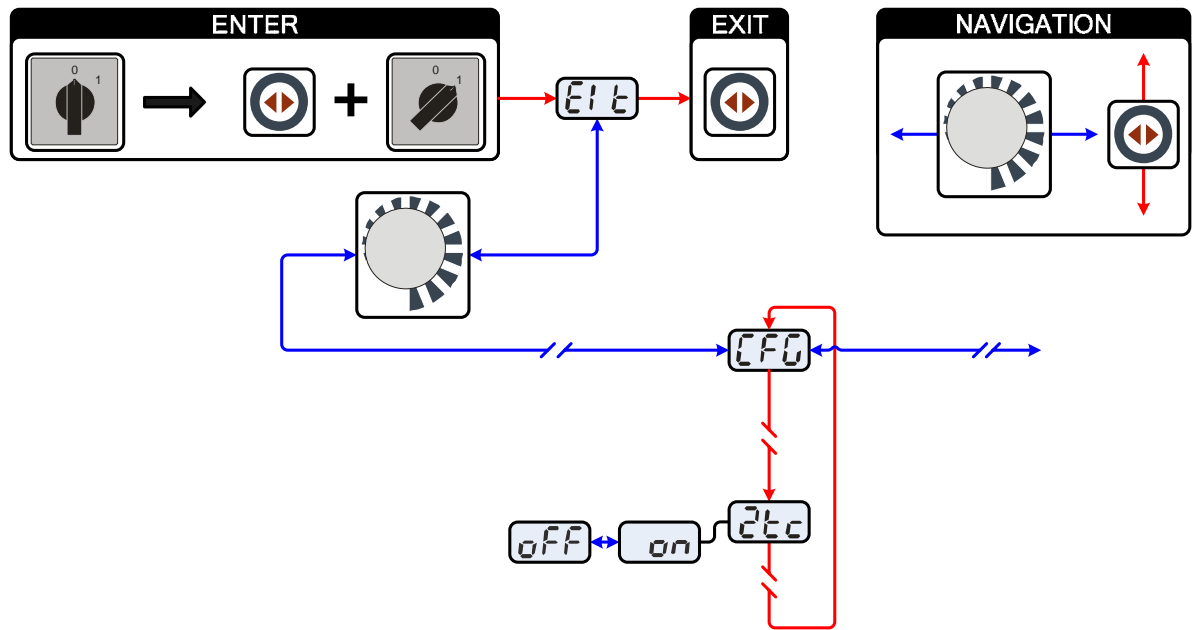 ENTER
EXIT
NAVIGATION
0
1
0
1
EIt
CFG
2tc
oFF
on